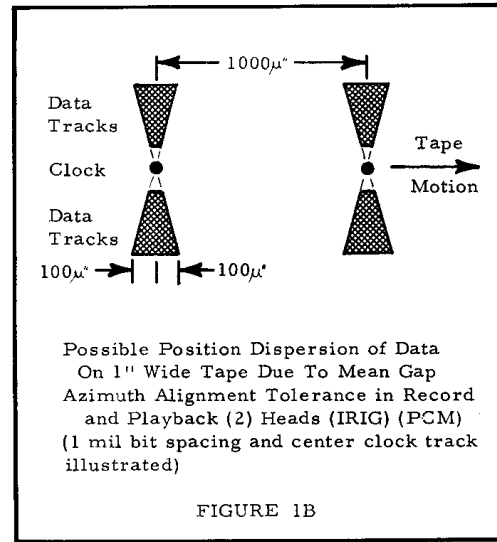 1000µ"
Data
Tracks
Tape
Clock
Motion
Data
Tracks
100µ" 100µ"
Possible Position Dispersion of Data
On 1" Wide Tape Due To Mean Gap
Azimuth Alignment Tolerance in Record
and Playback (2) Heads (IRIG) (PCM)
(1 mil bit spacing and center clock track
illustrated)
FIGURE 1B